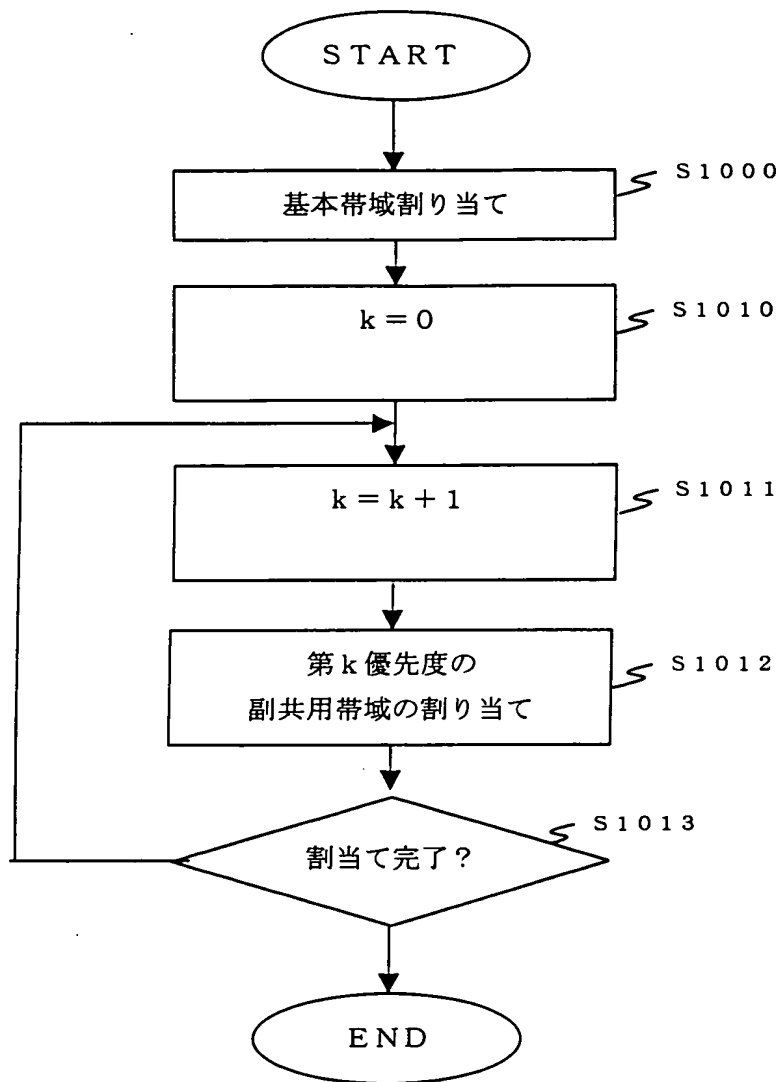 START
S1000
基本帯域割り当て
S1010
k=0
S1011
k=k+1
S1012
第k優先度の
副共用帯域の割り当て
S1013
割当て完了?
END